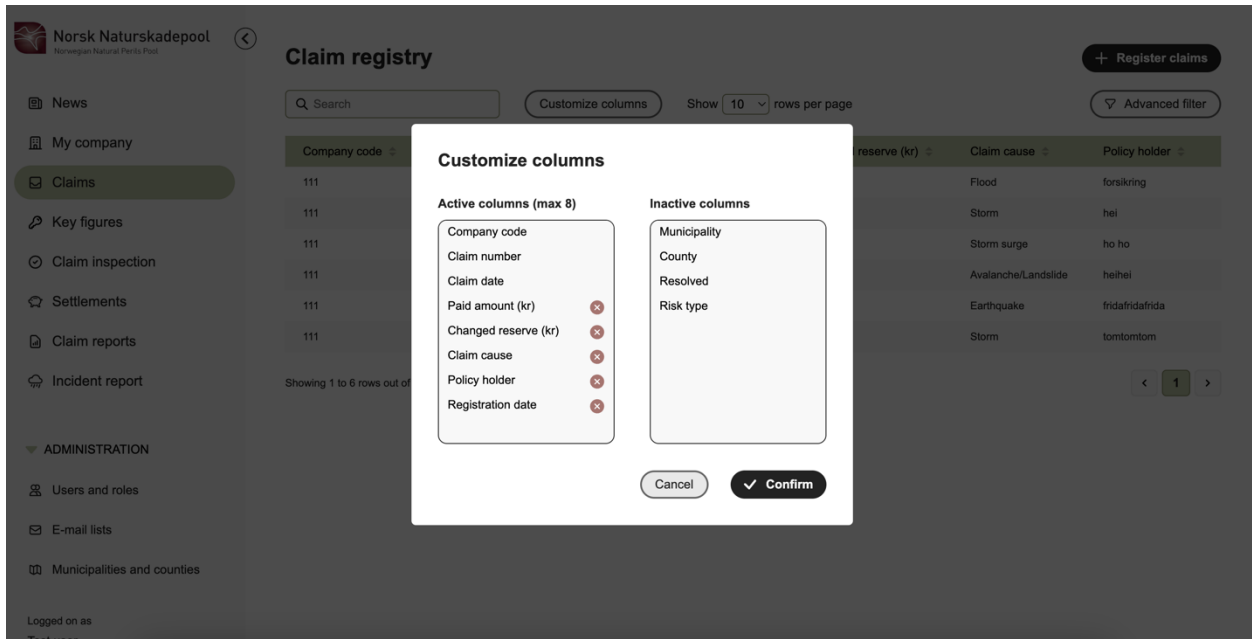 Norsk Naturskadepool
Norwegian Natural Perils Pool
News
My company
Claims
Key figures
Claim inspection
Settlements
Claim reports
Incident report
ADMINISTRATION
Users and roles
E-mail lists
Municipalities and counties
Logged on as
Claim registry
Register claims
Search
Customize columns
Show 10 rows per page
Advanced filter
Company code reserve (kr) Claim cause Policy holder
111 Flood forsikring
111 Storm hei
111 Storm surge ho ho
111 Avalanche/Landslide heihei
111 Earthquake fridafridafrida
111 Storm tomtomtom
Showing 1 to 6 rows out of
1
Customize columns
Active columns (max 8)
Company code
Claim number
Claim date
Paid amount (kr)
Changed reserve (kr)
Claim cause
Policy holder
Registration date
Inactive columns
Municipality
County
Resolved
Risk type
Cancel
Confirm